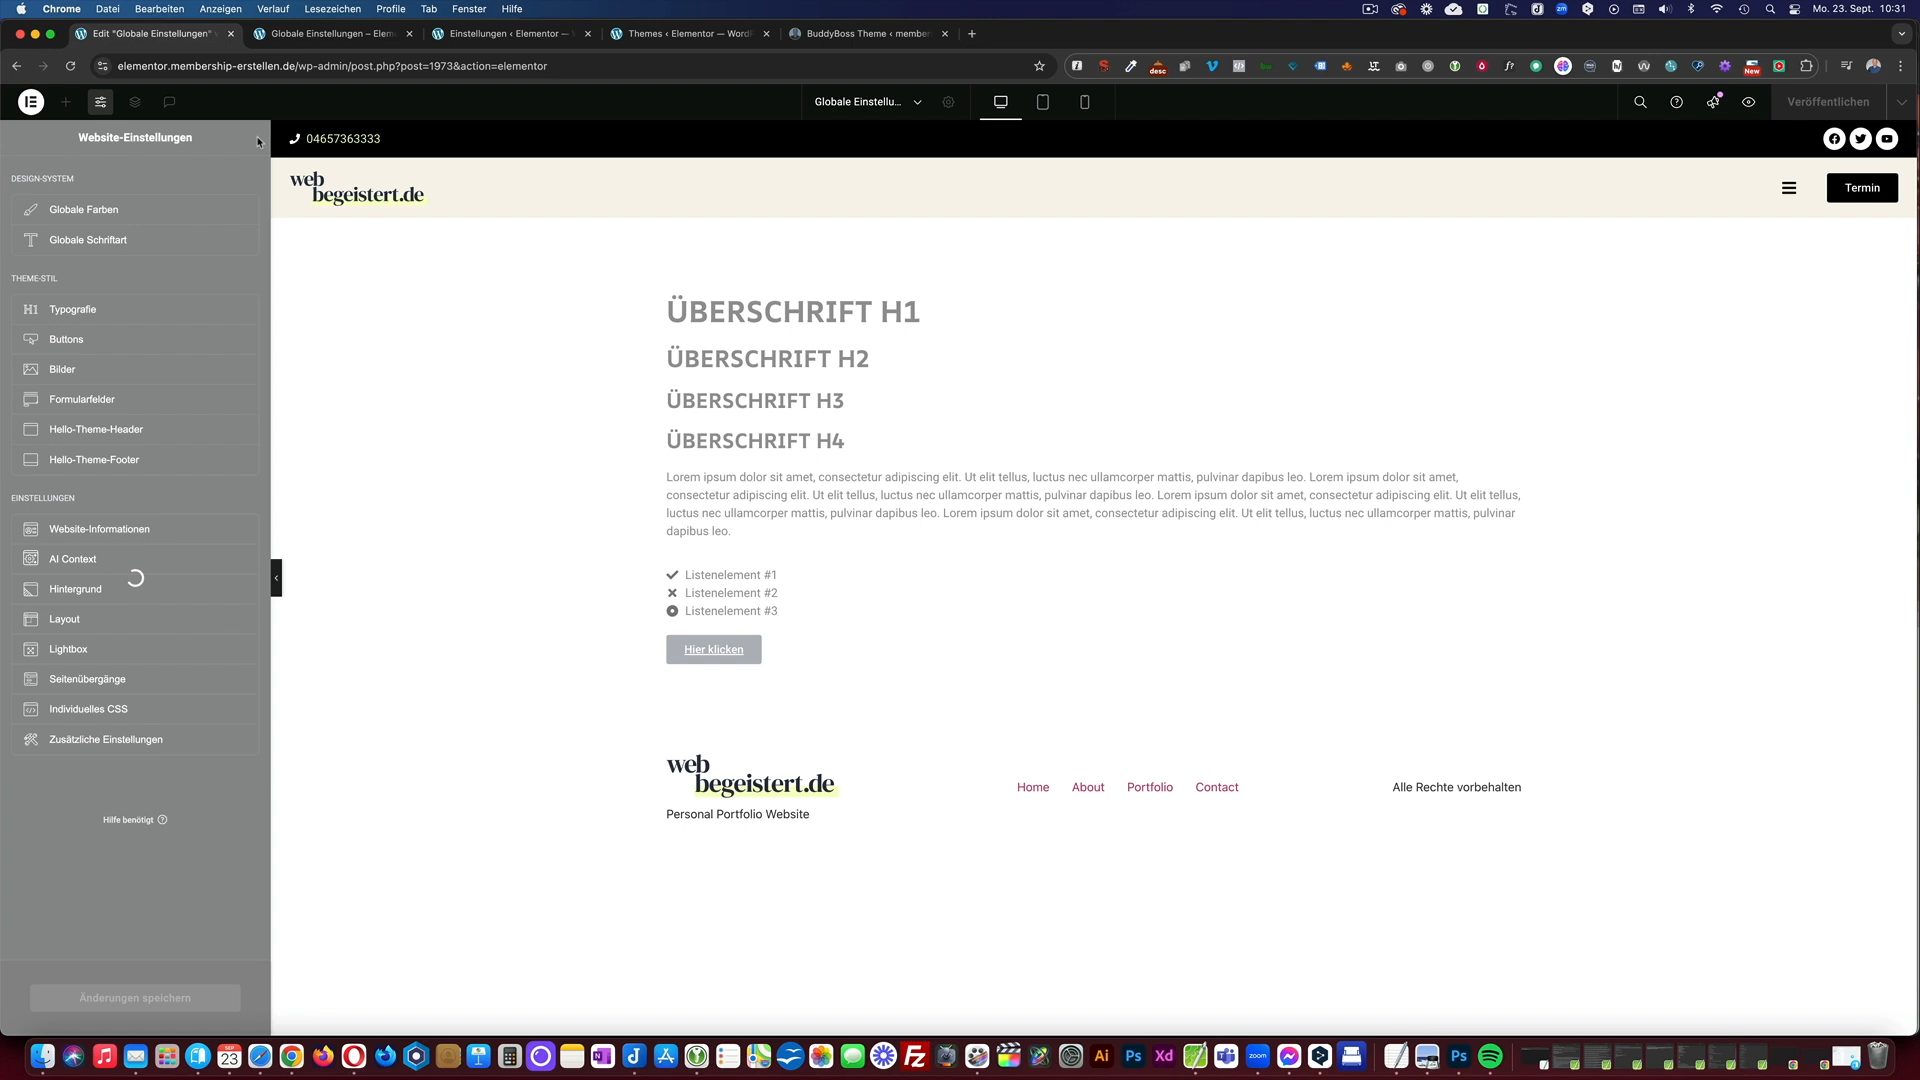 Chrome Datei Bearbeiten Anzeigen Verlauf Lesezeichen Profile Tab Fenster Hilfe Mo. 23. Sept. 10:31
Edit "Globale Einstellungen" Globale Einstellungen – Elem Einstellungen ‹ Elementor — Themes ‹ Elementor — WordP BuddyBoss Theme ‹ member
elementor.membership-erstellen.de/wp-admin/post.php?post=1973&action=elementor
Globale Einstellu... Veröffentlichen
Website-Einstellungen
DESIGN-SYSTEM
Globale Farben
Globale Schriftart
THEME-STIL
Typografie
Buttons
Bilder
Formularfelder
Hello-Theme-Header
Hello-Theme-Footer
EINSTELLUNGEN
Website-Informationen
AI Context
Hintergrund
Layout
Lightbox
Seitenübergänge
Individuelles CSS
Zusätzliche Einstellungen
Hilfe benötigt
Änderungen speichern
04657363333
web
begeistert.de
Termin
ÜBERSCHRIFT H1
ÜBERSCHRIFT H2
ÜBERSCHRIFT H3
ÜBERSCHRIFT H4
Lorem ipsum dolor sit amet, consectetur adipiscing elit. Ut elit tellus, luctus nec ullamcorper mattis, pulvinar dapibus leo. Lorem ipsum dolor sit amet,
consectetur adipiscing elit. Ut elit tellus, luctus nec ullamcorper mattis, pulvinar dapibus leo. Lorem ipsum dolor sit amet, consectetur adipiscing elit. Ut elit tellus,
luctus nec ullamcorper mattis, pulvinar dapibus leo. Lorem ipsum dolor sit amet, consectetur adipiscing elit. Ut elit tellus, luctus nec ullamcorper mattis, pulvinar
dapibus leo.
Listenelement #1
Listenelement #2
Listenelement #3
Hier klicken
web
begeistert.de
Personal Portfolio Website
Home About Portfolio Contact
Alle Rechte vorbehalten